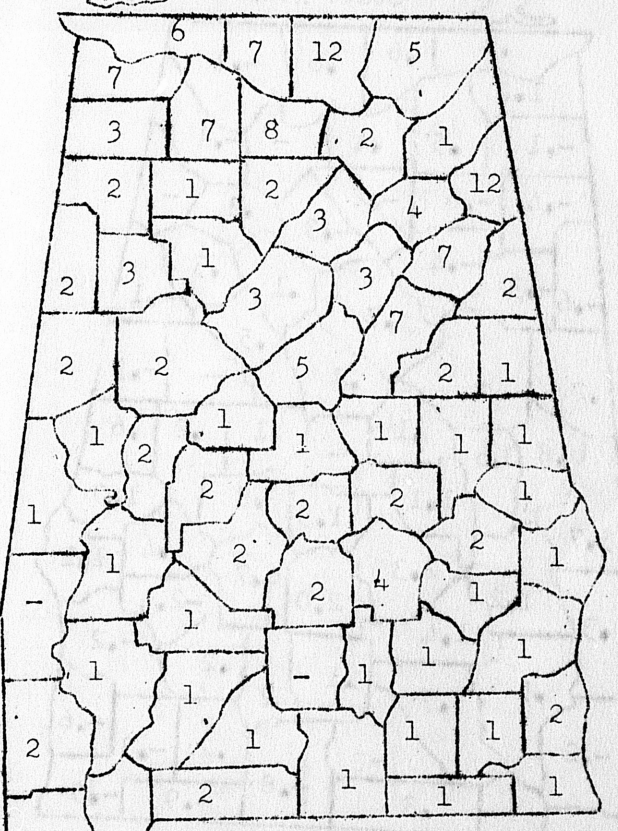 6 7 12 5
7
3 7 8 2 1
2 1 2 3 4 12
2 3 1 3 3 7 2
7
2 2 5 2 1
1 2 1 1 1 1 1
1 2 2 2 1
1 2 2 4 2 1
- 1 1
1 1 - 1 1 1
2 1 1 1 1 1 2
2 1 1 1